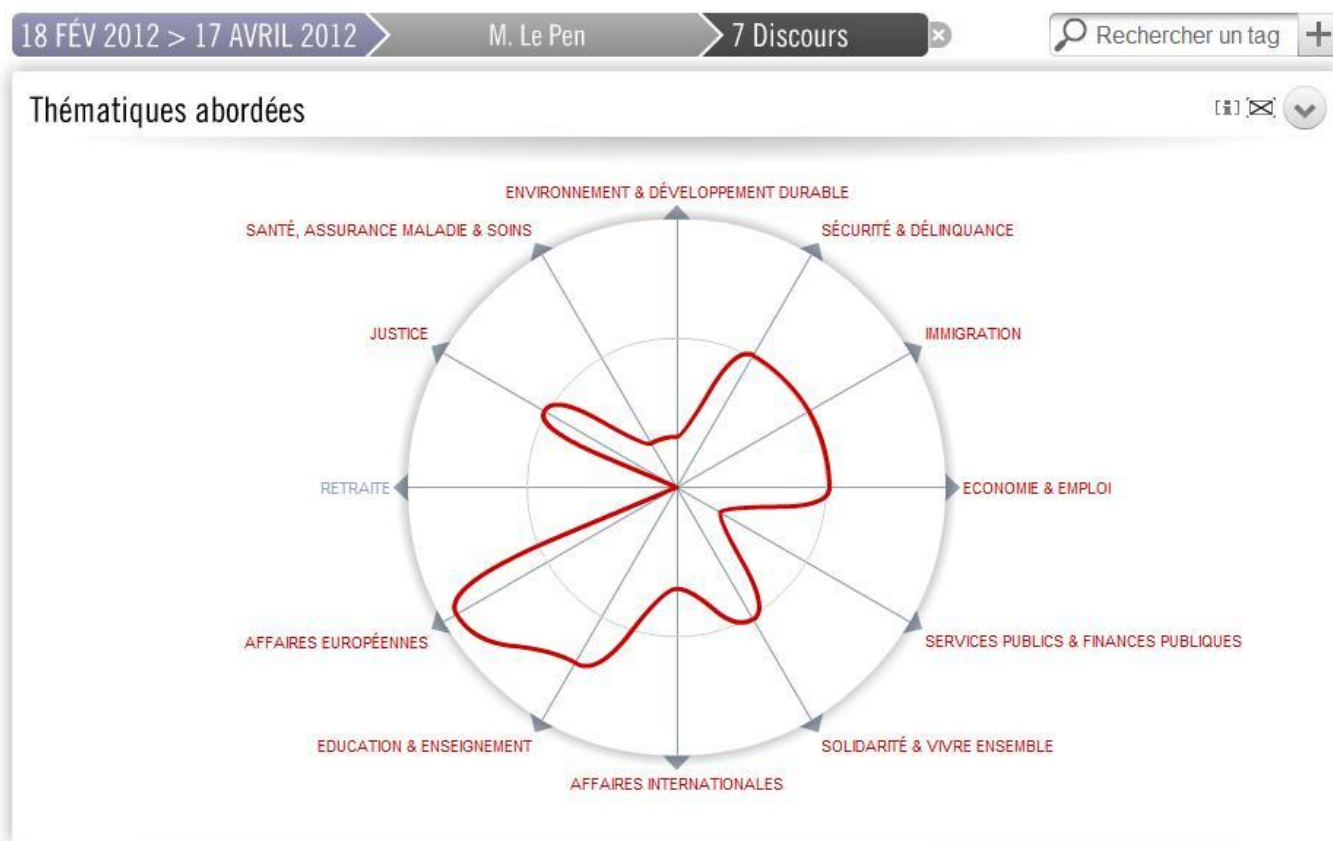 18 FÉV 2012 > 17 AVRIL 2012 M. Le Pen 7 Discours Rechercher un tag +
Thématiques abordées
ENVIRONNEMENT & DÉVELOPPEMENT DURABLE
SANTÉ, ASSURANCE MALADIE & SOINS
SÉCURITÉ & DÉLINQUANCE
JUSTICE
IMMIGRATION
RETRAITE
ECONOMIE & EMPLOI
AFFAIRES EUROPÉENNES
SERVICES PUBLICS & FINANCES PUBLIQUES
EDUCATION & ENSEIGNEMENT
SOLIDARITÉ & VIVRE ENSEMBLE
AFFAIRES INTERNATIONALES